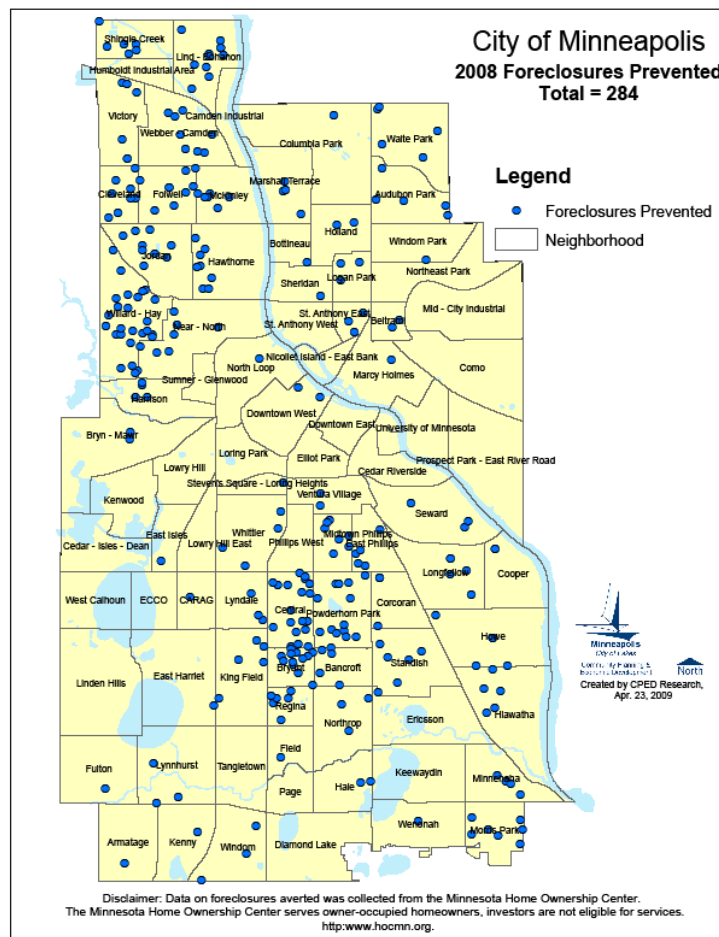 City of Minneapolis
2008 Foreclosures Prevented
Total = 284
Legend
Foreclosures Prevented
Neighborhood
Shingle Creek
Lind - Bohanon
Humboldt Industrial Area
Victory
Camden Industrial
Webber - Camden
Columbia Park
Waite Park
Cleveland
Folwell
McKinley
Marshall Terrace
Audubon Park
Holland
Bottineau
Windom Park
Jordan
Hawthorne
Northeast Park
Logan Park
Sheridan
Mid - City Industrial
Willard - Hay
Near - North
St. Anthony East
St. Anthony West
Beltrami
Nicollet Island - East Bank
North Loop
Marcy Holmes
Como
Sumner - Glenwood
Harrison
Downtown West
Downtown East
University of Minnesota
Bryn - Mawr
Loring Park
Elliot Park
Prospect Park - East River Road
Lowry Hill
Cedar Riverside
Steven's Square - Loring Heights
Ventura Village
Kenwood
Seward
East Isles
Whittier
Midtown Phillips
Cedar - Isles - Dean
Lowry Hill East
Phillips West
East Phillips
Longfellow
Cooper
West Calhoun
ECCO
CARAG
Lyndale
Central
Powderhorn Park
Corcoran
Howe
Bryant
Bancroft
Standish
East Harriet
King Field
Linden Hills
Regina
Hiawatha
Northrop
Ericsson
Field
Fulton
Lynnhurst
Tangletown
Keewaydin
Minnehaha
Page
Hale
Wenonah
Morris Park
Armatage
Kenny
Windom
Diamond Lake
Minneapolis
City of Lakes
Community Planning &
Economic Development
North
Created by CPED Research,
Apr. 23, 2009
Disclaimer: Data on foreclosures averted was collected from the Minnesota Home Ownership Center.
The Minnesota Home Ownership Center serves owner-occupied homeowners, investors are not eligible for services.
http:www.hocmn.org.